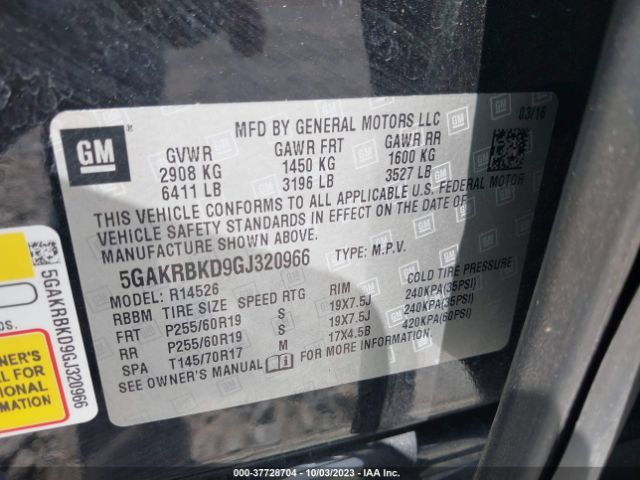 GM
MFD BY GENERAL MOTORS LLC
03/16
GVWR GAWR FRT GAWR RR
2908 KG 1450 KG 1600 KG
6411 LB 3196 LB 3527 LB
THIS VEHICLE CONFORMS TO ALL APPLICABLE U.S. FEDERAL MOTOR
VEHICLE SAFETY STANDARDS IN EFFECT ON THE DATE OF
MANUFACTURE SHOWN ABOVE.
5GAKRBKD9GJ320966 TYPE: M.P.V.
MODEL: R14526
RBBM TIRE SIZE SPEED RTG RIM COLD TIRE PRESSURE
FRT P255/60R19 S 19X7.5J 240KPA(35PSI)
RR P255/60R19 S 19X7.5J 240KPA(35PSI)
SPA T145/70R17 M 17X4.5B 420KPA(60PSI)
SEE OWNER'S MANUAL FOR MORE INFORMATION
5GAKRBKD9GJ320966
DS.
NER'S
L FOR
IONAL
MATION
000-37728704 - 10/03/2023 - IAA Inc.